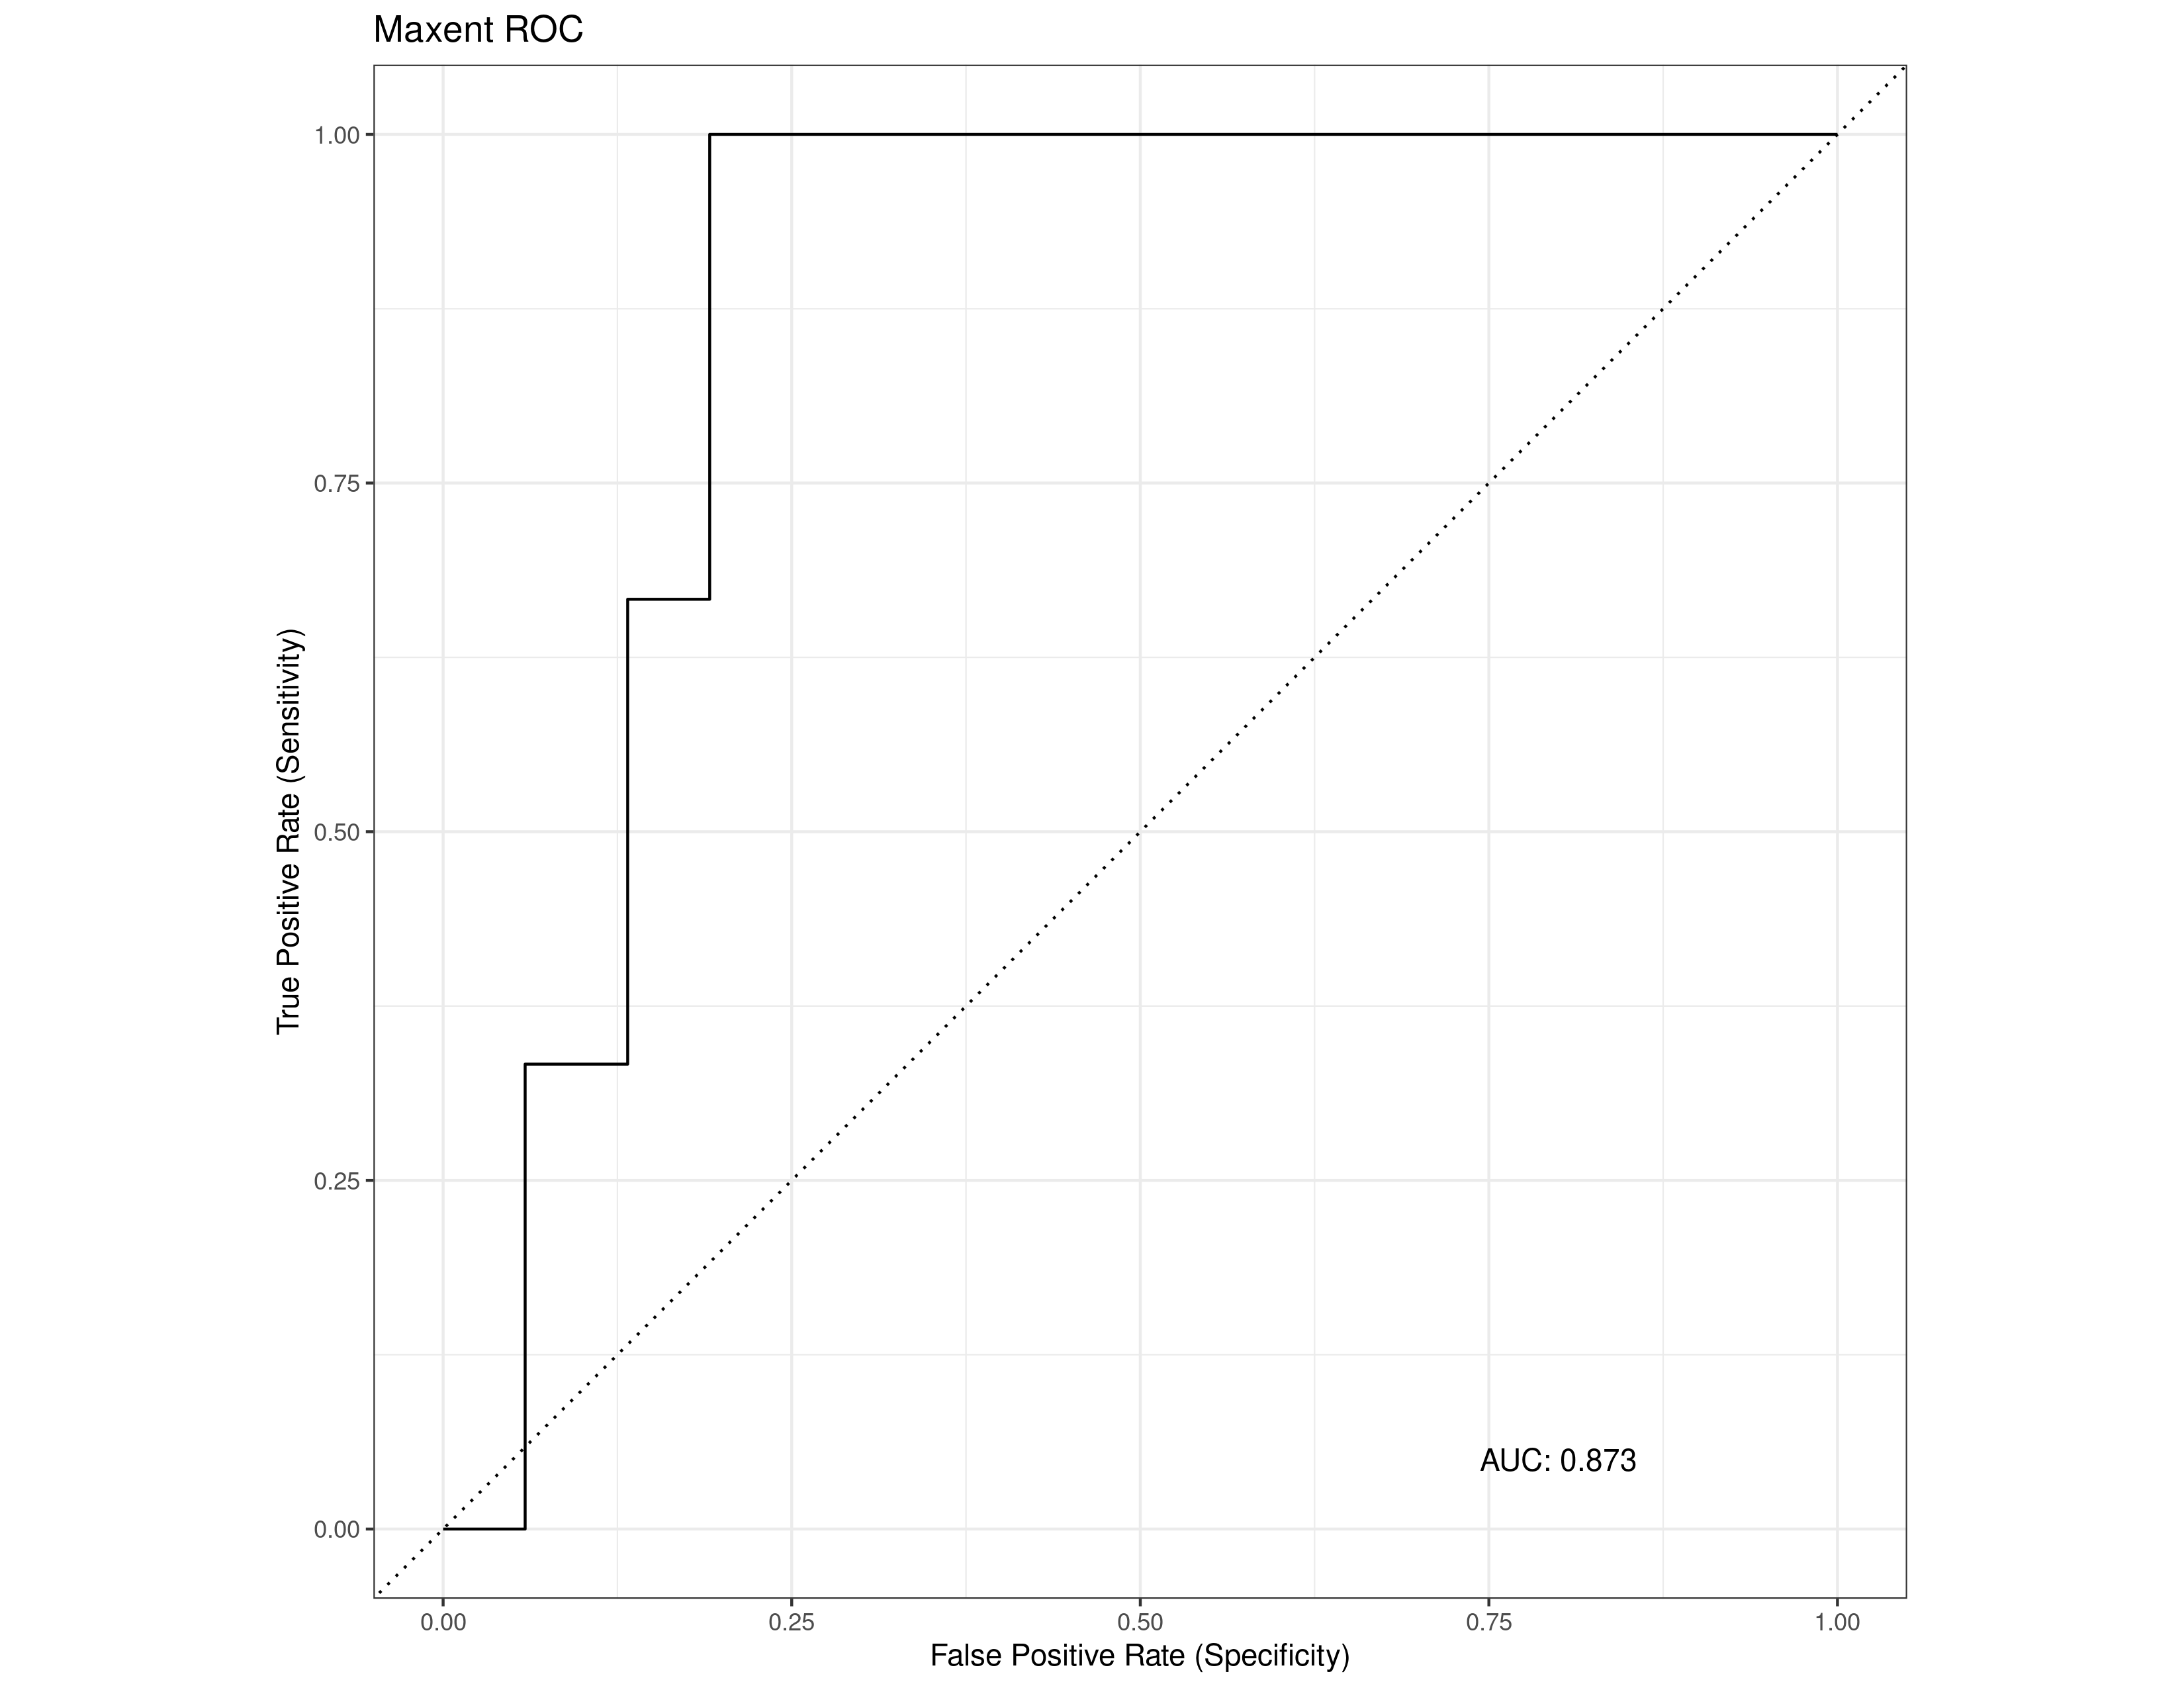 Maxent ROC
True Positive Rate (Sensitivity)
1.00
0.75
0.50
0.25
0.00
AUC: 0.873
0.00 0.25 0.50 0.75 1.00
False Positive Rate (Specificity)